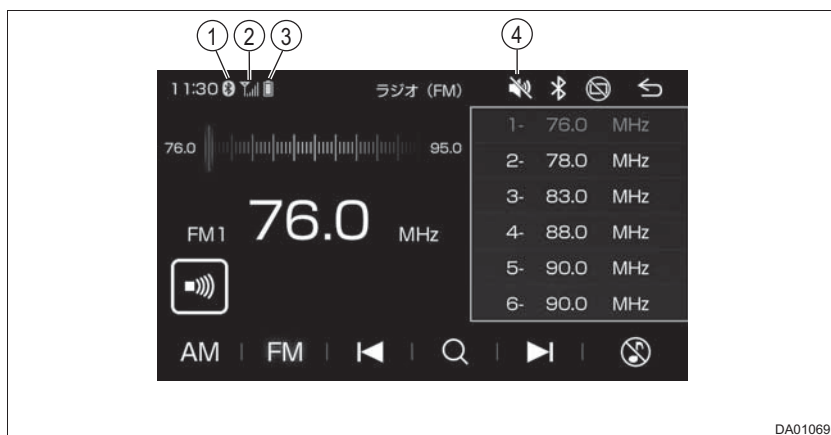 1 2 3 4
11:30 ラジオ (FM)
76.0 95.0
FM1 76.0 MHz
1- 76.0 MHz
2- 78.0 MHz
3- 83.0 MHz
4- 88.0 MHz
5- 90.0 MHz
6- 90.0 MHz
AM FM
DA01069